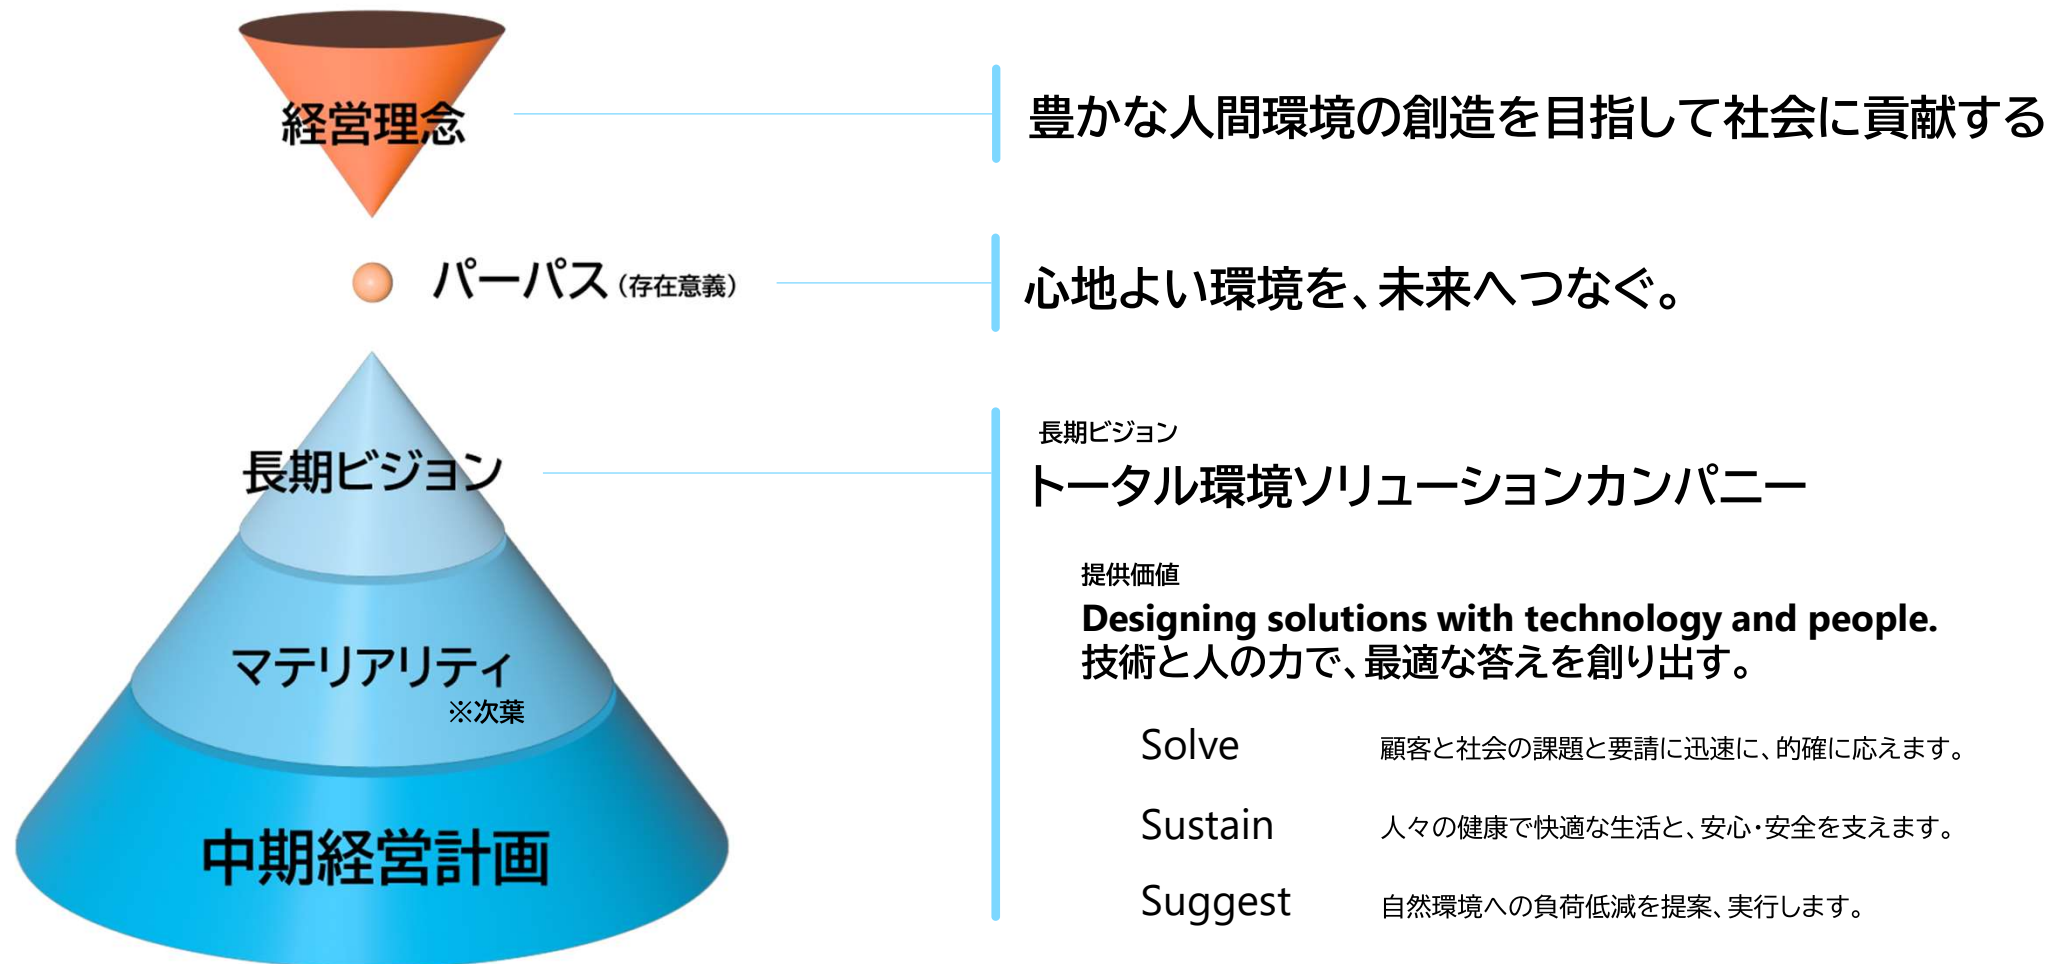 経営理念
豊かな人間環境の創造を目指して社会に貢献する
パーパス（存在意義）
心地よい環境を、未来へつなぐ。
長期ビジョン
長期ビジョン
トータル環境ソリューションカンパニー
提供価値
Designing solutions with technology and people.
技術と人の力で、最適な答えを創り出す。
マテリアリティ
※次葉
Solve 顧客と社会の課題と要請に迅速に、的確に応えます。
Sustain 人々の健康で快適な生活と、安心・安全を支えます。
Suggest 自然環境への負荷低減を提案、実行します。
中期経営計画